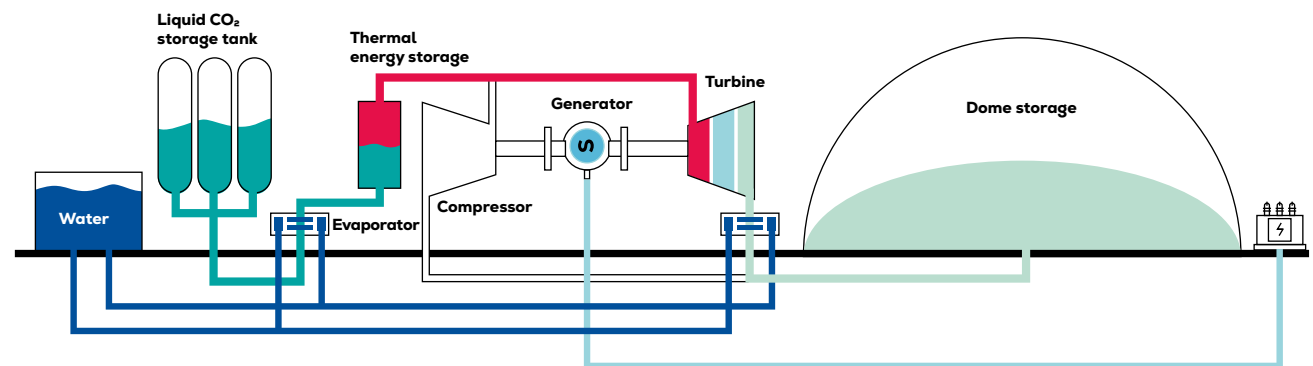 Liquid CO₂
storage tank
Thermal
energy storage
Turbine
Generator
Dome storage
S
Water
Compressor
Evaporator